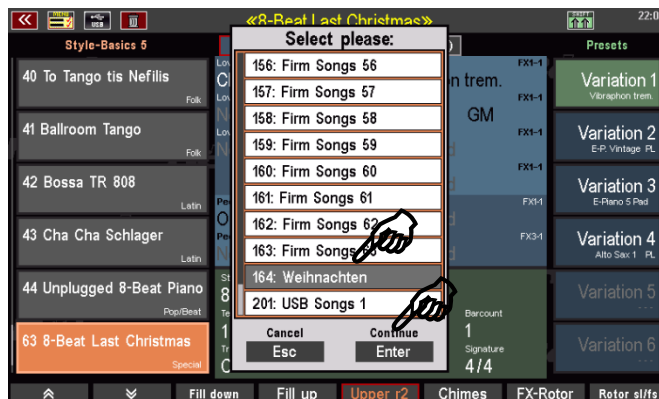 MENU
USB
SHIFT
22:0
«8-Beat Last Christmas»
Style-Basics 5
Select please:
Presets
40 To Tango tis Nefilis
Folk
41 Ballroom Tango
Folk
42 Bossa TR 808
Latin
43 Cha Cha Schlager
Latin
44 Unplugged 8-Beat Piano
Pop/Beat
63 8-Beat Last Christmas
Special
156: Firm Songs 56
157: Firm Songs 57
158: Firm Songs 58
159: Firm Songs 59
160: Firm Songs 60
161: Firm Songs 61
162: Firm Songs 62
163: Firm Songs
164: Weihnachten
201: USB Songs 1
Cancel
Continue
Esc
Enter
FX1-1
n trem.
FX1-1
GM
FX1-1
FX1-1
FX1-1
FX3-1
Barcount
1
Signature
4/4
Variation 1
Vibraphon trem.
Variation 2
E-P. Vintage PL
Variation 3
E-Piano 5 Pad
Variation 4
Alto Sax 1 PL
Variation 5
---
Variation 6
---
Fill down
Fill up
Upper r2
Chimes
FX-Rotor
Rotor sl/fs